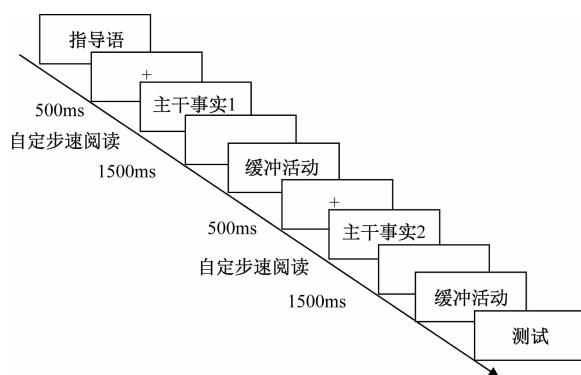 指导语
+
500ms
主干事实1
自定步速阅读
1500ms
缓冲活动
+
500ms
主干事实2
自定步速阅读
1500ms
缓冲活动
测试